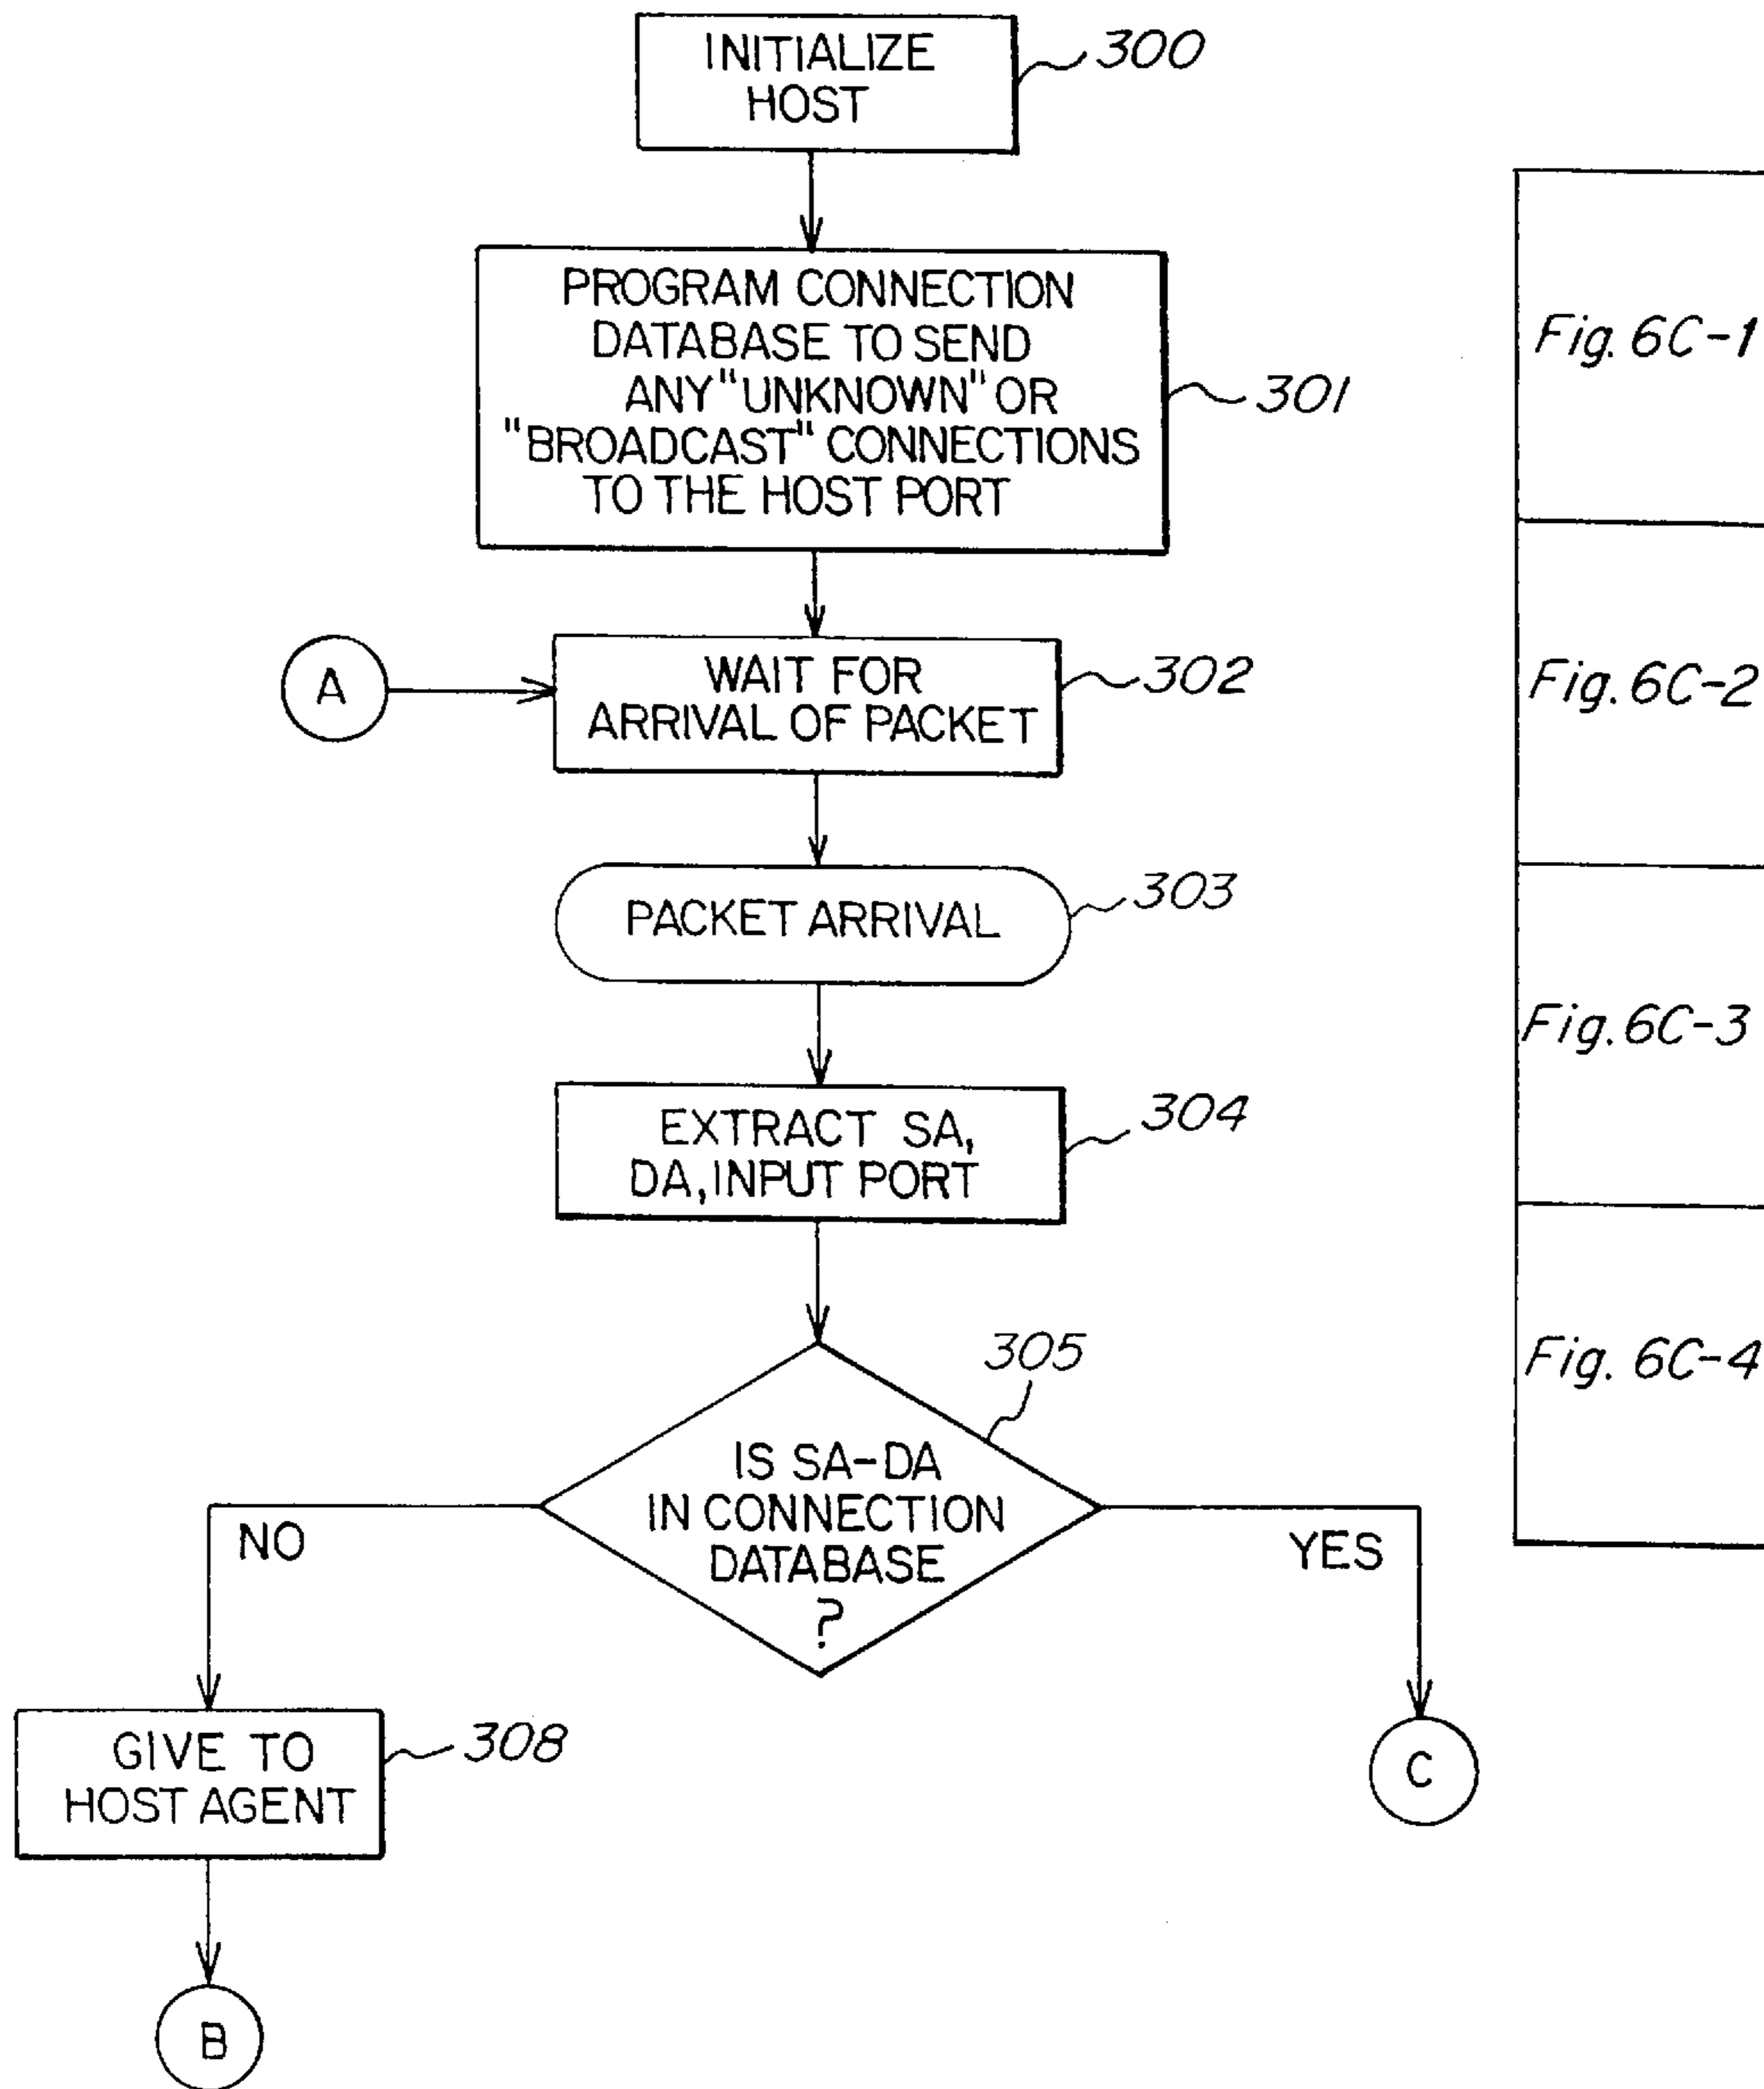 INITIALIZE
HOST
300
PROGRAM CONNECTION
DATABASE TO SEND
ANY "UNKNOWN" OR
"BROADCAST" CONNECTIONS
TO THE HOST PORT
301
A
WAIT FOR
ARRIVAL OF PACKET
302
PACKET ARRIVAL
303
EXTRACT SA,
DA, INPUT PORT
304
305
IS SA-DA
IN CONNECTION
DATABASE
?
NO
YES
GIVE TO
HOST AGENT
308
C
B
Fig. 6C-1
Fig. 6C-2
Fig. 6C-3
Fig. 6C-4